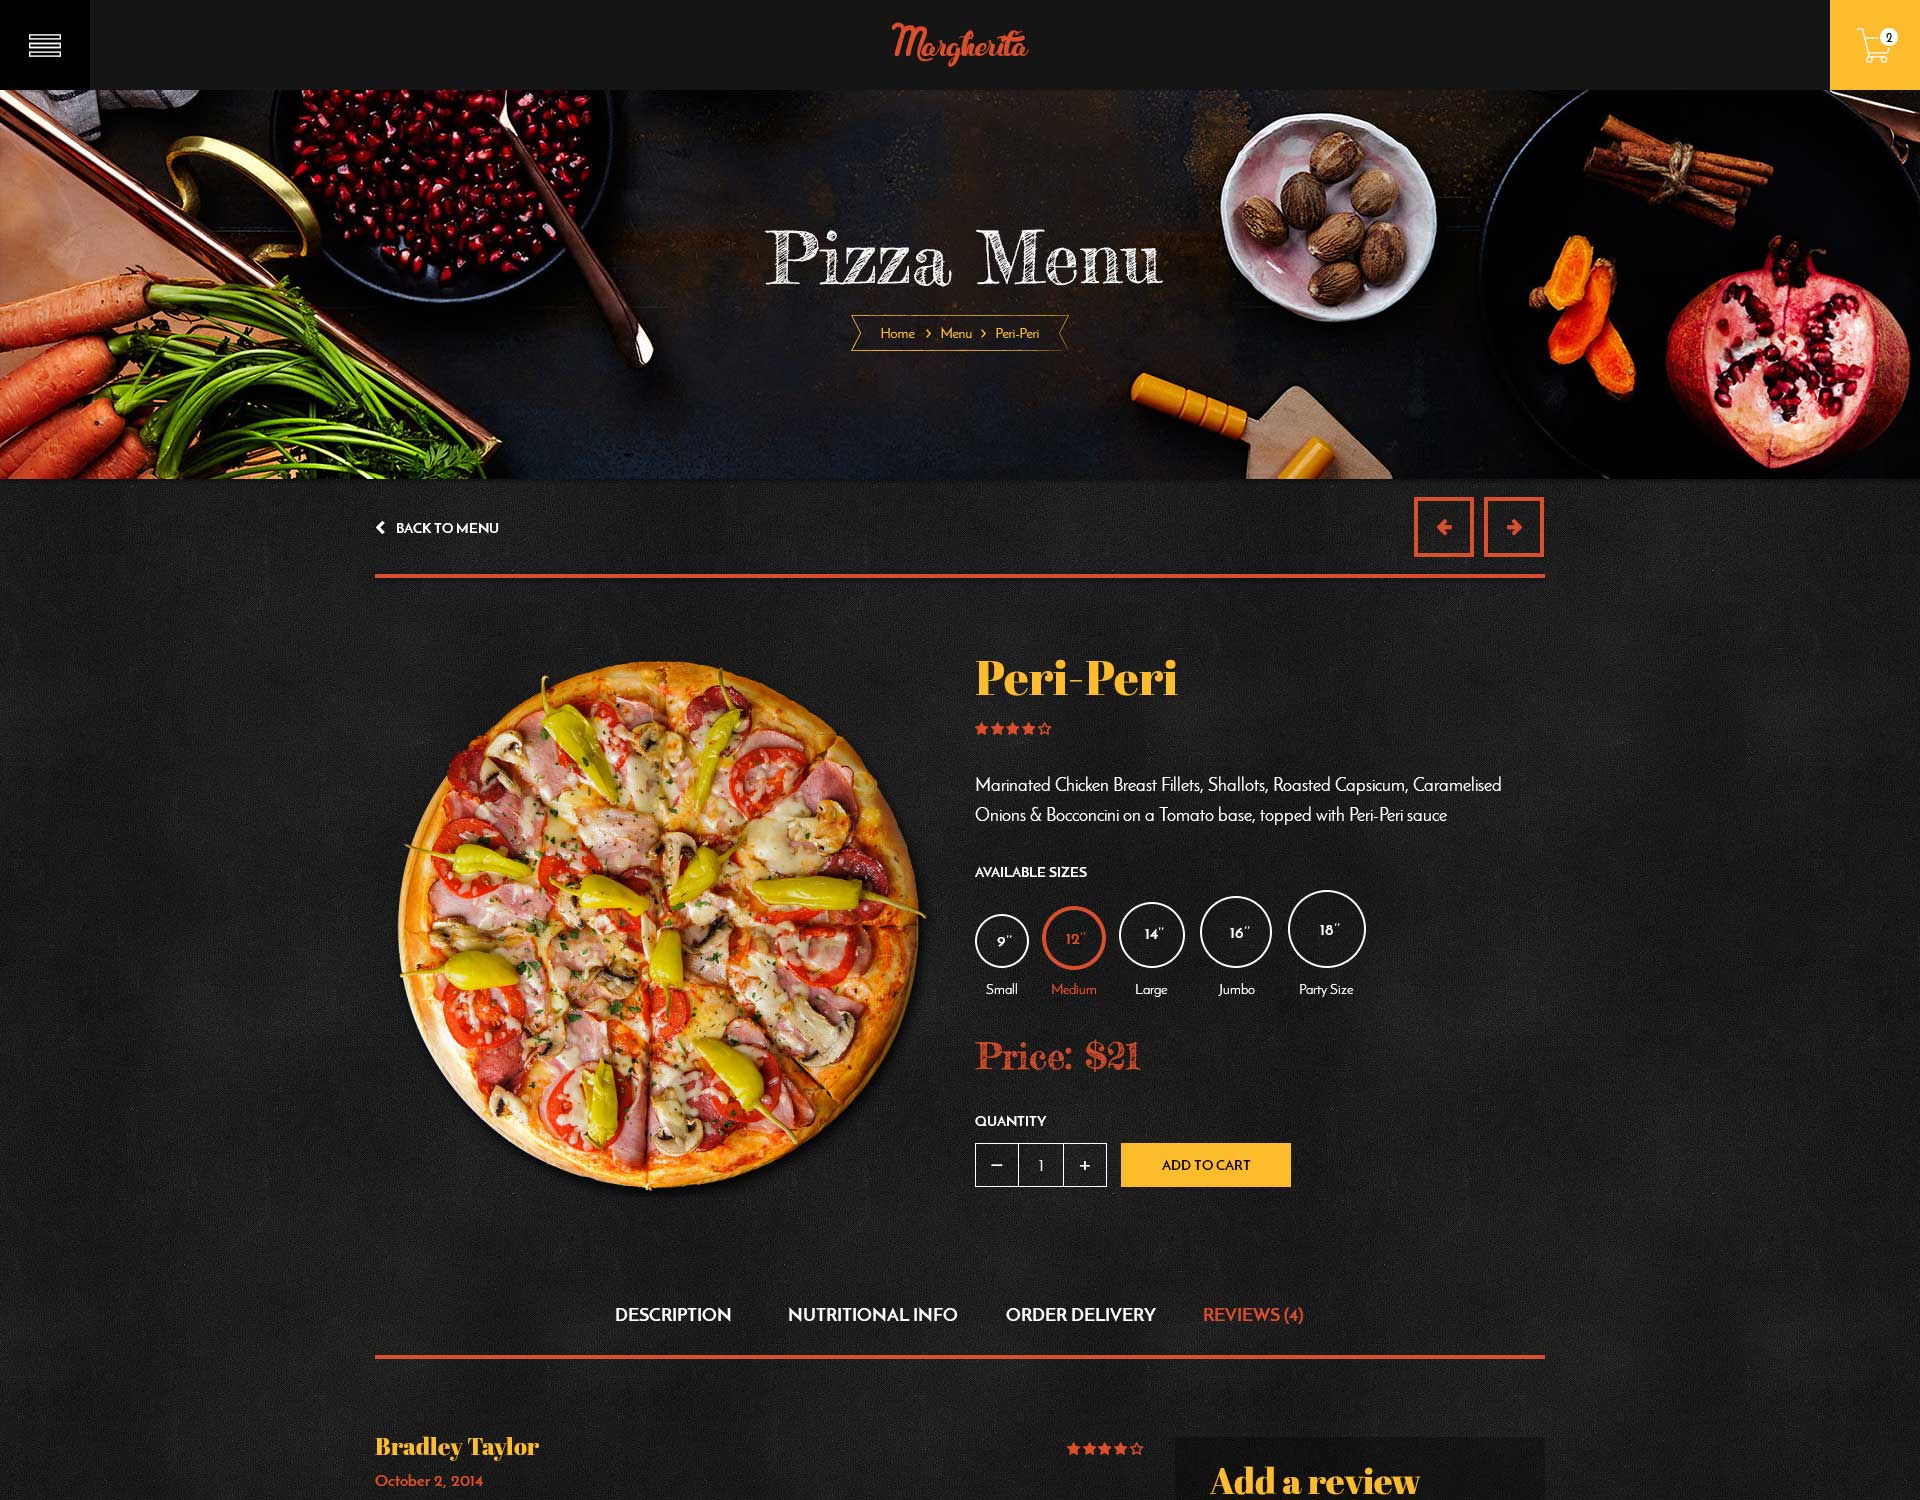 Margherita
2
Pizza Menu
Home > Menu > Peri-Peri
BACK TO MENU
Peri-Peri
Marinated Chicken Breast Fillets, Shallots, Roasted Capsicum, Caramelised
Onions & Bocconcini on a Tomato base, topped with Peri-Peri sauce
AVAILABLE SIZES
9" 12" 14" 16" 18"
Small Medium Large Jumbo Party Size
Price: $21
QUANTITY
− 1 + ADD TO CART
DESCRIPTION NUTRITIONAL INFO ORDER DELIVERY REVIEWS (4)
Bradley Taylor
October 2, 2014
Add a review